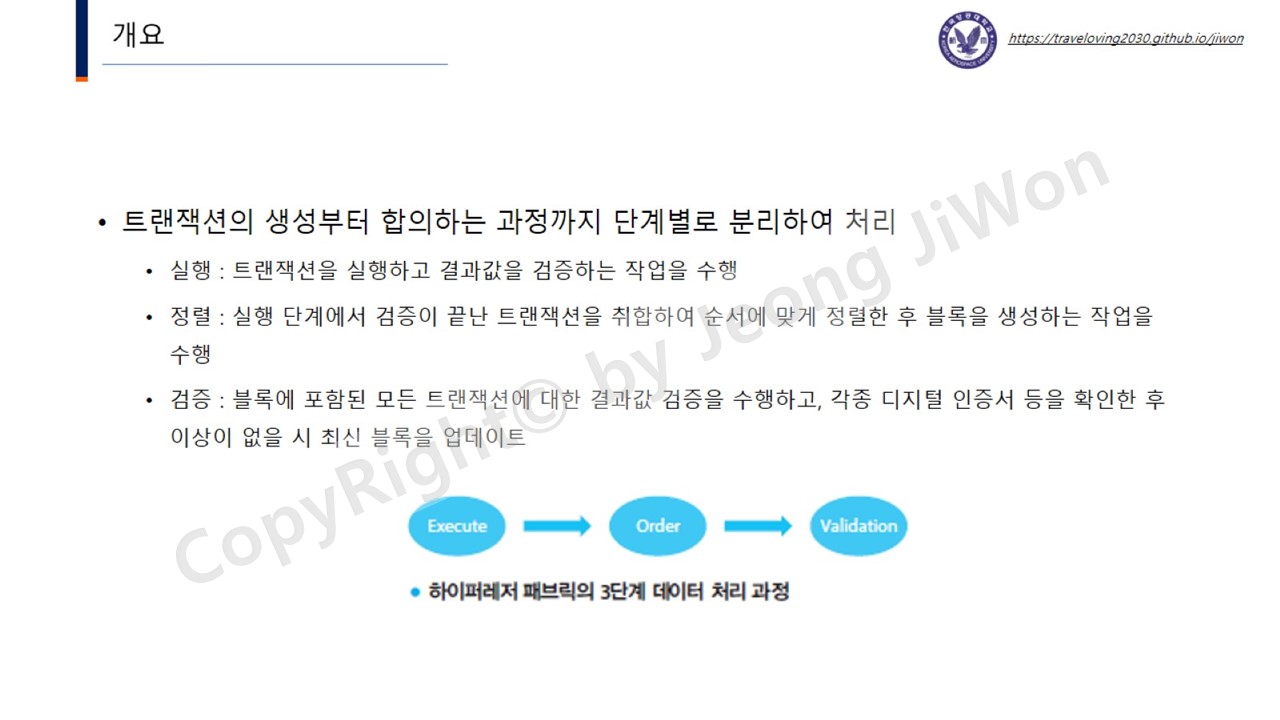 개요
https://traveloving2030.github.io/jiwon
• 트랜잭션의 생성부터 합의하는 과정까지 단계별로 분리하여 처리
• 실행 : 트랜잭션을 실행하고 결과값을 검증하는 작업을 수행
• 정렬 : 실행 단계에서 검증이 끝난 트랜잭션을 취합하여 순서에 맞게 정렬한 후 블록을 생성하는 작업을
수행
• 검증 : 블록에 포함된 모든 트랜잭션에 대한 결과값 검증을 수행하고, 각종 디지털 인증서 등을 확인한 후
이상이 없을 시 최신 블록을 업데이트
CopyRight© by Jeong JiWon
Execute Order Validation
• 하이퍼레저 패브릭의 3단계 데이터 처리 과정